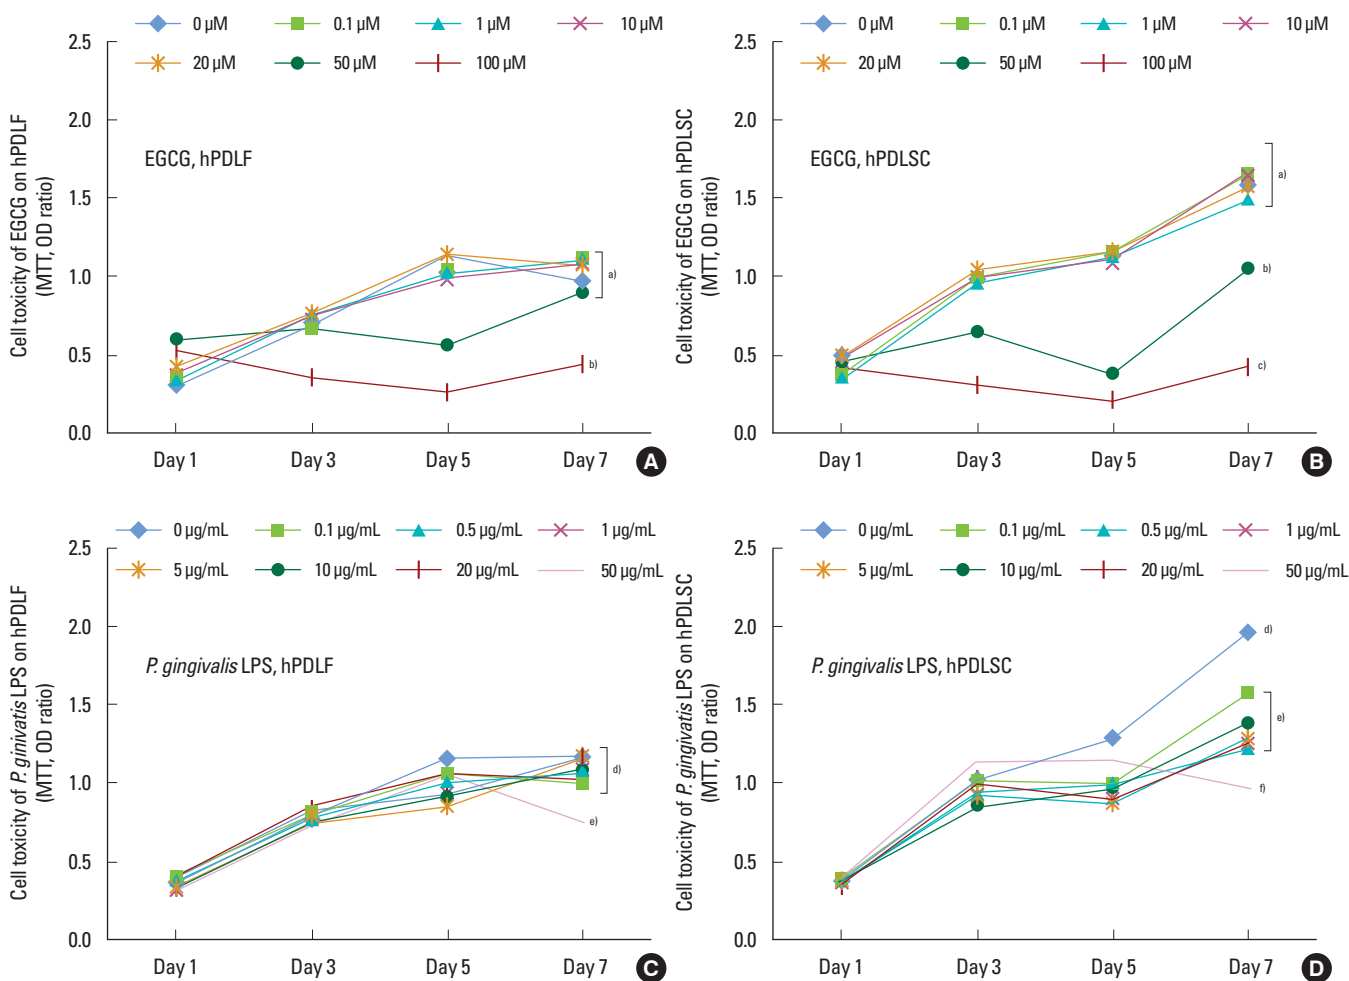 0 µM 0.1 µM 1 µM 10 µM
20 µM 50 µM 100 µM
Cell toxicity of EGCG on hPDLF
(MTT, OD ratio)
2.5
2.0
1.5
1.0
0.5
0.0
EGCG, hPDLF
a)
b)
Day 1 Day 3 Day 5 Day 7
A
0 µM 0.1 µM 1 µM 10 µM
20 µM 50 µM 100 µM
Cell toxicity of EGCG on hPDLSC
(MTT, OD ratio)
2.5
2.0
1.5
1.0
0.5
0.0
EGCG, hPDLSC
a)
b)
c)
Day 1 Day 3 Day 5 Day 7
B
0 µg/mL 0.1 µg/mL 0.5 µg/mL 1 µg/mL
5 µg/mL 10 µg/mL 20 µg/mL 50 µg/mL
Cell toxicity of P. ginivatis LPS on hPDLF
(MTT, OD ratio)
2.5
2.0
1.5
1.0
0.5
0.0
P. gingivalis LPS, hPDLF
d)
e)
Day 1 Day 3 Day 5 Day 7
C
0 µg/mL 0.1 µg/mL 0.5 µg/mL 1 µg/mL
5 µg/mL 10 µg/mL 20 µg/mL 50 µg/mL
Cell toxicity of P. gingivatis LPS on hPDLSC
(MTT, OD ratio)
2.5
2.0
1.5
1.0
0.5
0.0
P. gingivalis LPS, hPDLSC
d)
e)
f)
Day 1 Day 3 Day 5 Day 7
D